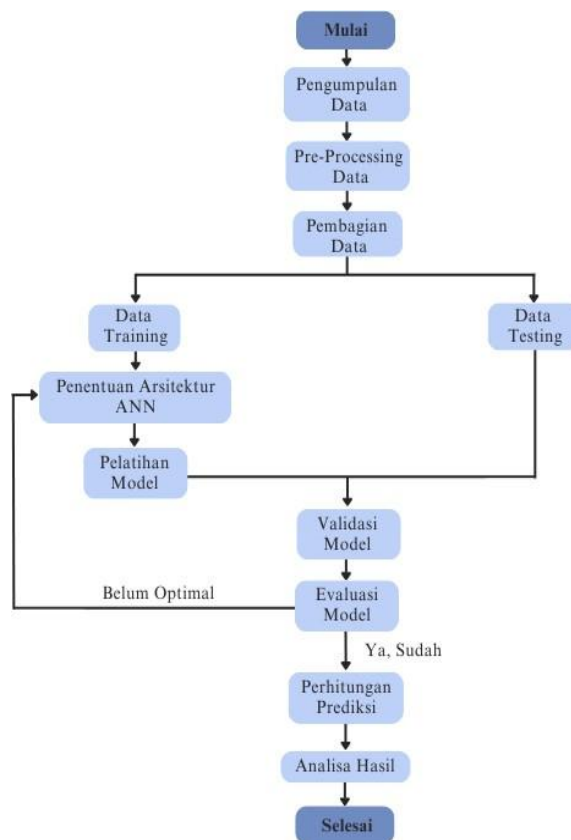 Mulai
Pengumpulan
Data
Pre-Processing
Data
Pembagian
Data
Data
Training
Data
Testing
Penentuan Arsitektur
ANN
Pelatihan
Model
Validasi
Model
Belum Optimal
Evaluasi
Model
Ya, Sudah
Perhitungan
Prediksi
Analisa Hasil
Selesai